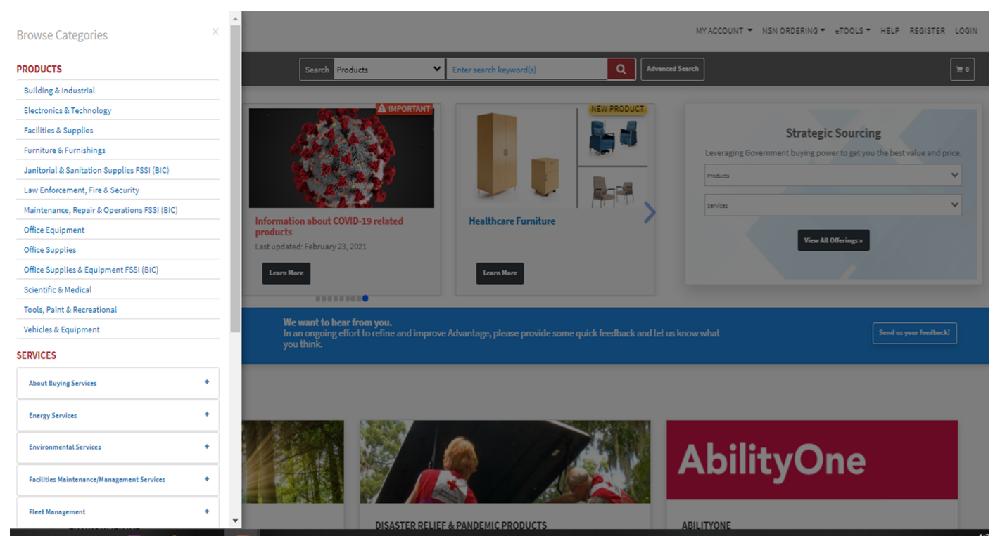 Browse Categories
X
PRODUCTS
Building & Industrial
Electronics & Technology
Facilities & Supplies
Furniture & Furnishings
Janitorial & Sanitation Supplies FSSI (BIC)
Law Enforcement, Fire & Security
Maintenance, Repair & Operations FSSI (BIC)
Office Equipment
Office Supplies
Office Supplies & Equipment FSSI (BIC)
Scientific & Medical
Tools, Paint & Recreational
Vehicles & Equipment
SERVICES
About Buying Services +
Energy Services +
Environmental Services +
Facilities Maintenance/Management Services +
Fleet Management +
MY ACCOUNT NSN ORDERING eTOOLS HELP REGISTER LOGIN
Search Products Enter search keyword(s) Advanced Search 0
IMPORTANT
Information about COVID-19 related
products
Last updated: February 23, 2021
Learn More
NEW PRODUCT
Healthcare Furniture
Learn More
Strategic Sourcing
Leveraging Government buying power to get you the best value and price.
Products
Services
View All Offerings »
We want to hear from you.
In an ongoing effort to refine and improve Advantage, please provide some quick feedback and let us know what
you think.
Send us your feedback!
AbilityOne
DISASTER RELIEF & PANDEMIC PRODUCTS
ABILITYONE